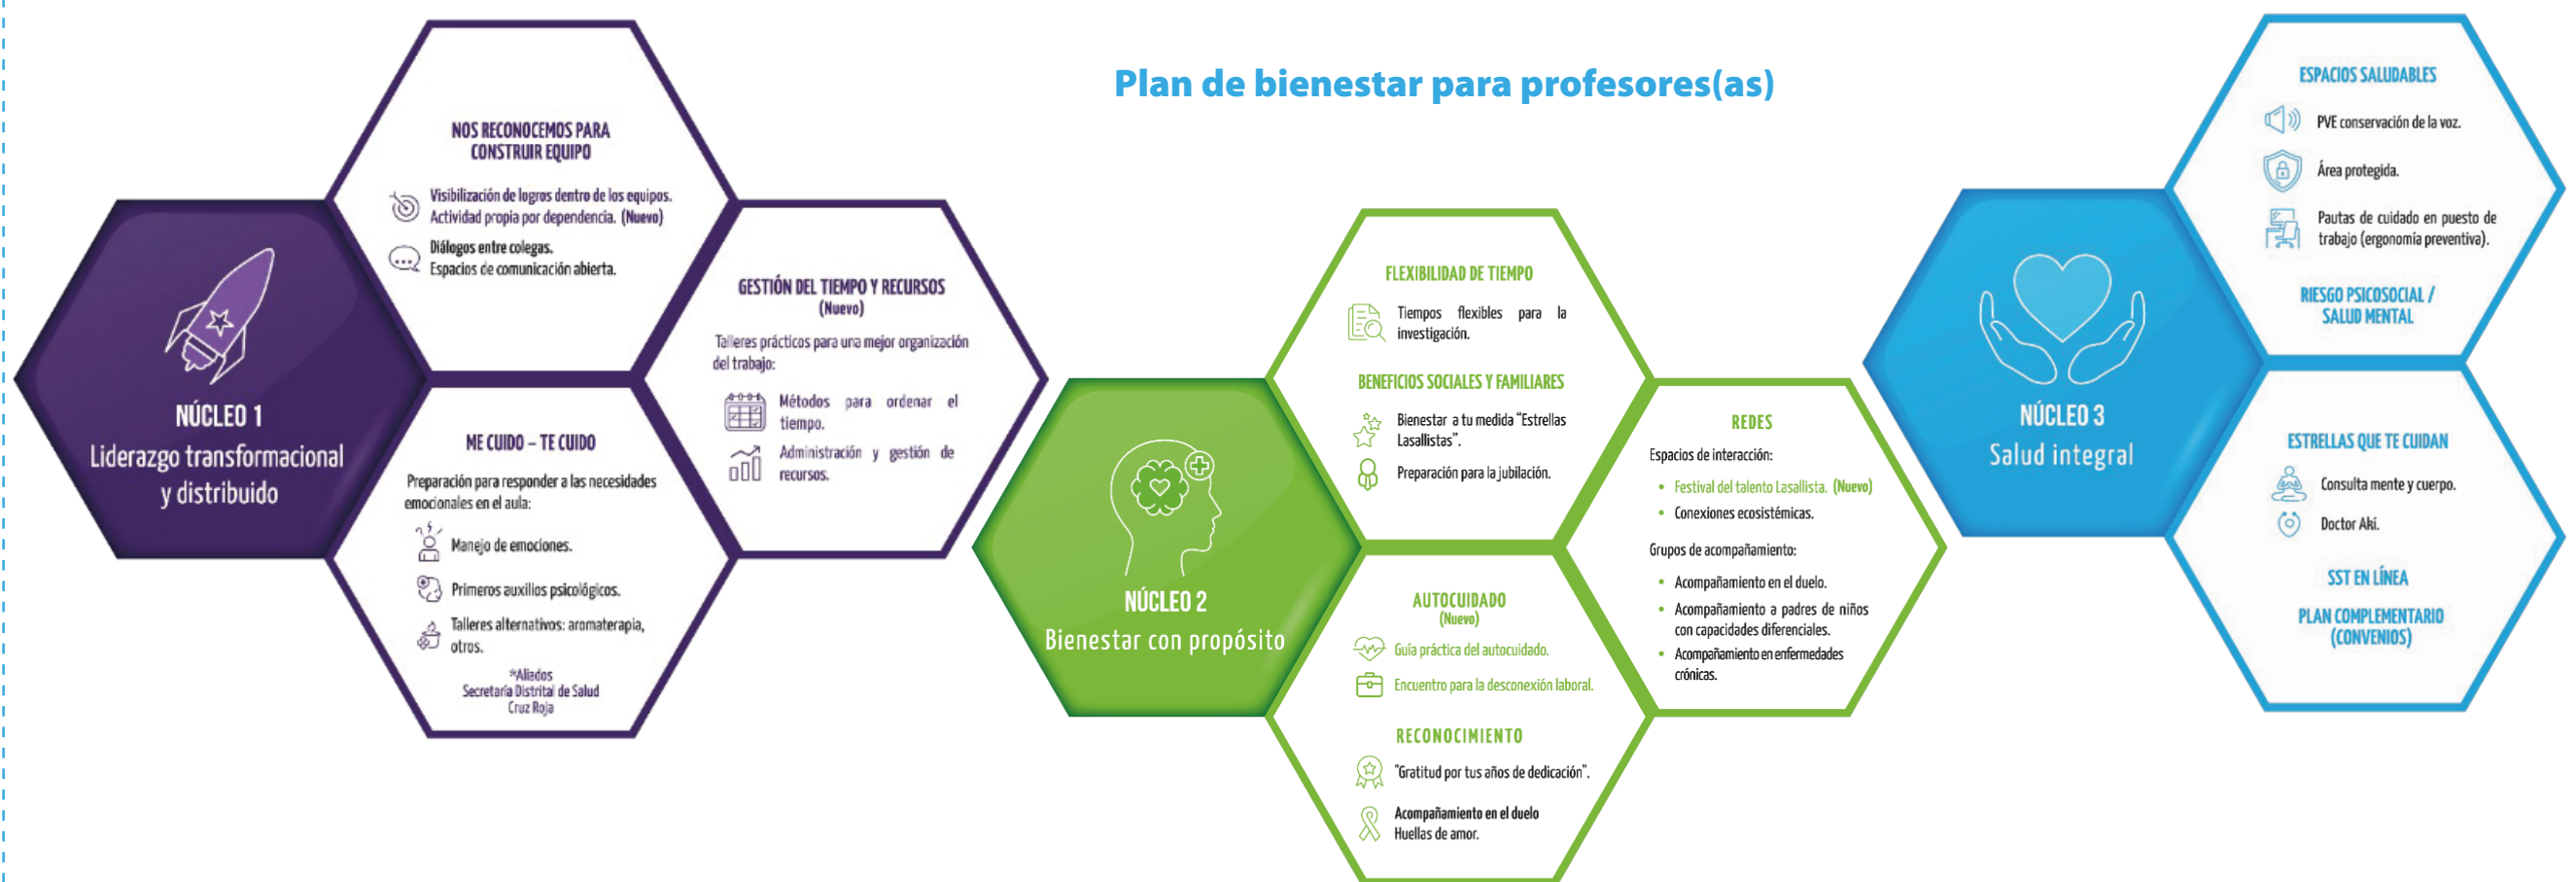 Plan de bienestar para profesores(as)
NÚCLEO 1
Liderazgo transformacional
y distribuido
NOS RECONOCEMOS PARA
CONSTRUIR EQUIPO
Visibilización de logros dentro de los equipos.
Actividad propia por dependencia. (Nuevo)
Diálogos entre colegas.
Espacios de comunicación abierta.
GESTIÓN DEL TIEMPO Y RECURSOS
(Nuevo)
Talleres prácticos para una mejor organización
del trabajo:
Métodos para ordenar el
tiempo.
Administración y gestión de
recursos.
ME CUIDO – TE CUIDO
Preparación para responder a las necesidades
emocionales en el aula:
Manejo de emociones.
Primeros auxilios psicológicos.
Talleres alternativos: aromaterapia,
otros.
*Aliados
Secretaría Distrital de Salud
Cruz Roja
NÚCLEO 2
Bienestar con propósito
FLEXIBILIDAD DE TIEMPO
Tiempos flexibles para la
investigación.
BENEFICIOS SOCIALES Y FAMILIARES
Bienestar a tu medida “Estrellas
Lasallistas”.
Preparación para la jubilación.
REDES
Espacios de interacción:
• Festival del talento Lasallista. (Nuevo)
• Conexiones ecosistémicas.
Grupos de acompañamiento:
• Acompañamiento en el duelo.
• Acompañamiento a padres de niños
con capacidades diferenciales.
• Acompañamiento en enfermedades
crónicas.
AUTOCUIDADO
(Nuevo)
Guía práctica del autocuidado.
Encuentro para la desconexión laboral.
RECONOCIMIENTO
"Gratitud por tus años de dedicación".
Acompañamiento en el duelo
Huellas de amor.
NÚCLEO 3
Salud integral
ESPACIOS SALUDABLES
PVE conservación de la voz.
Área protegida.
Pautas de cuidado en puesto de
trabajo (ergonomía preventiva).
RIESGO PSICOSOCIAL /
SALUD MENTAL
ESTRELLAS QUE TE CUIDAN
Consulta mente y cuerpo.
Doctor Akí.
SST EN LÍNEA
PLAN COMPLEMENTARIO
(CONVENIOS)